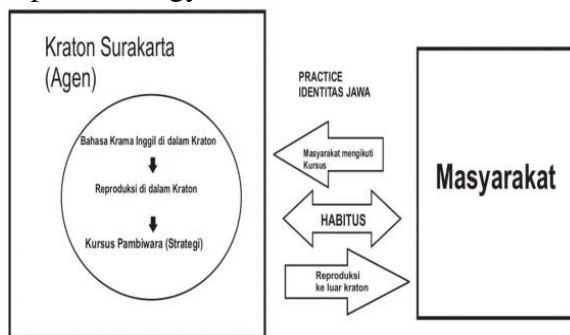 Kraton Surakarta
(Agen)
Bahasa Krama Inggil di dalam Kraton
Reproduksi di dalam Kraton
Kursus Pambiwara (Strategi)
PRACTICE
IDENTITAS JAWA
Masyarakat mengikuti
Kursus
HABITUS
Reproduksi
ke luar kraton
Masyarakat